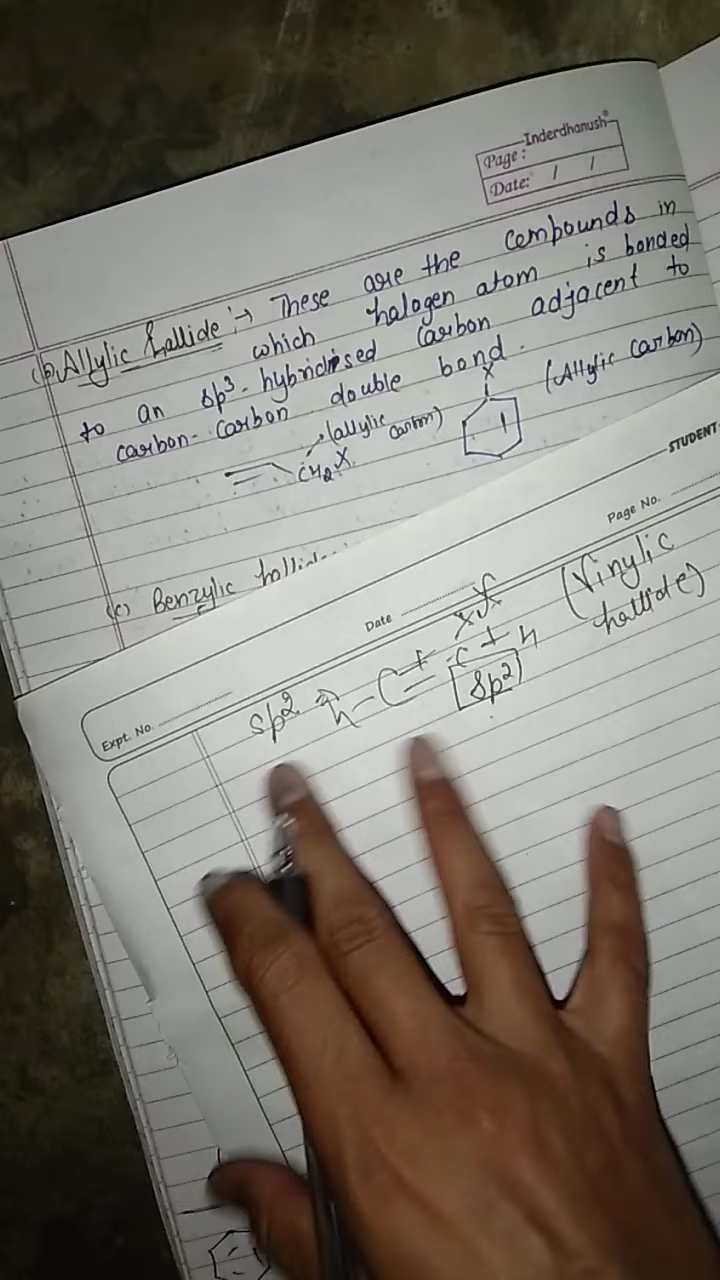 Inderdhanush®
Page:
Date: / /
(b) Allylic hallide :→ These are the compounds in
which halogen atom is bonded
to an sp³-hybridised carbon adjacent to
carbon-carbon double bond.
X
(allylic carbon)
(Allylic carbon)
CH₂X
(c) Benzylic
STUDENT
Page No.
Date
Expt. No.
sp² h-C = C h
X
[sp²]
(Vinylic
hallide)